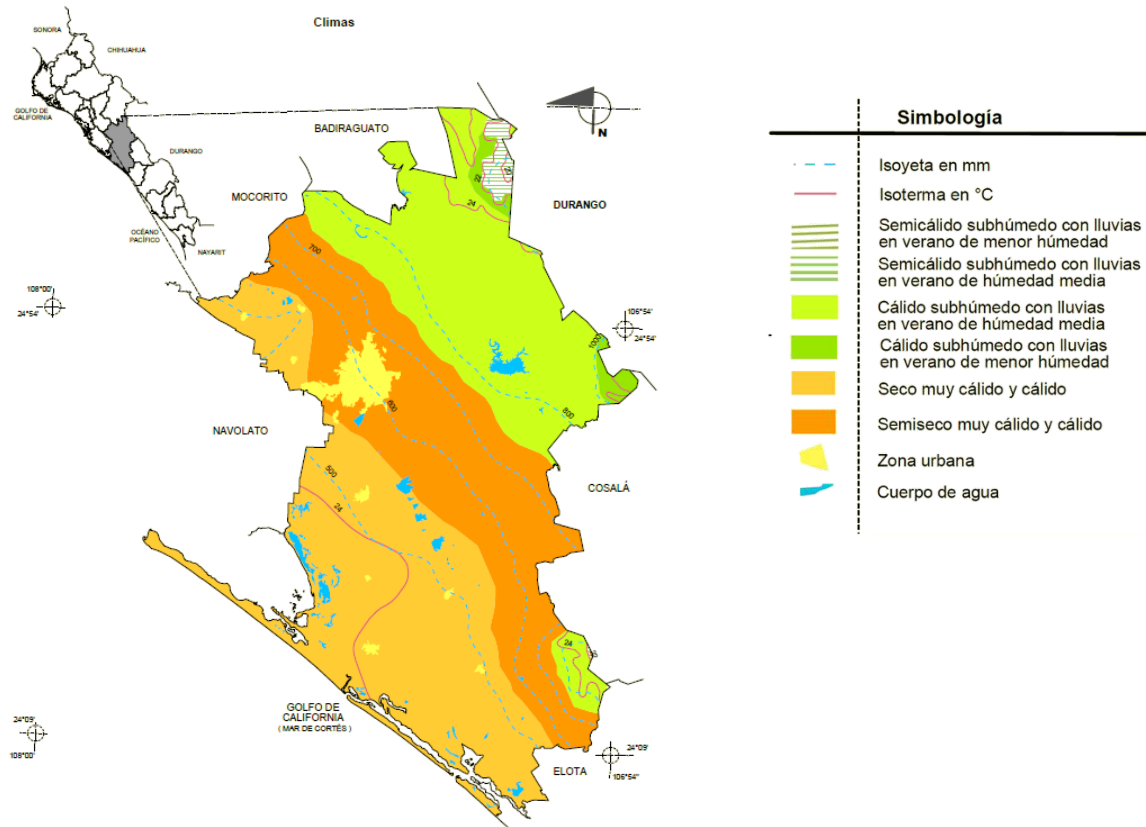 Clímas
SONORA
CHIHUAHUA
GOLFO DE
CALIFORNIA
DURANGO
OCÉANO
PACÍFICO
NAYARIT
N
BADIRAGUATO
MOCORITO
DURANGO
22
20
24
700
108°00'
24°54'
106°54'
24°54'
1000
800
600
NAVOLATO
COSALÁ
500
24
24
20
GOLFO DE
CALIFORNIA
( MAR DE CORTÉS )
24°09'
108°00'
ELOTA
24°09'
106°54''
Simbología
Isoyeta en mm
Isoterma en °C
Semicálido subhúmedo con lluvias
en verano de menor húmedad
Semicálido subhúmedo con lluvias
en verano de húmedad media
Cálido subhúmedo con lluvias
en verano de húmedad media
Cálido subhúmedo con lluvias
en verano de menor húmedad
Seco muy cálido y cálido
Semiseco muy cálido y cálido
Zona urbana
Cuerpo de agua